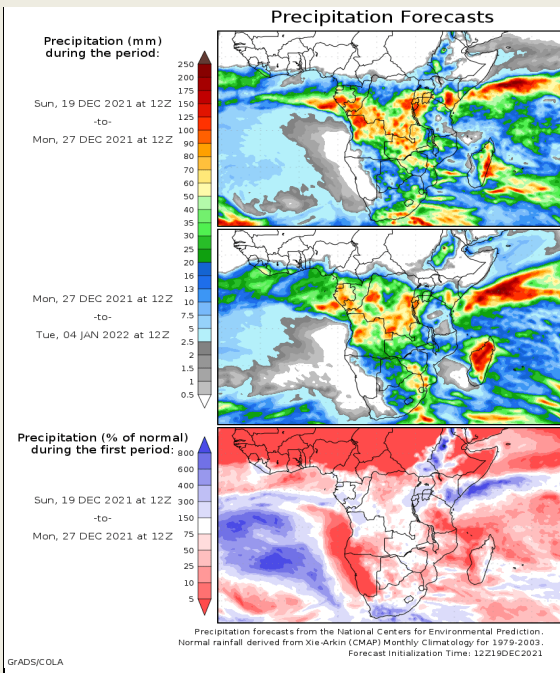 Precipitation Forecasts
Precipitation (mm)
during the period:
Sun, 19 DEC 2021 at 12Z
-to-
Mon, 27 DEC 2021 at 12Z
250
200
175
150
125
100
90
80
70
60
50
40
35
30
25
20
16
13
10
7.5
5
2.5
2
1.5
1
0.5
Mon, 27 DEC 2021 at 12Z
-to-
Tue, 04 JAN 2022 at 12Z
Precipitation (% of normal)
during the first period:
Sun, 19 DEC 2021 at 12Z
-to-
Mon, 27 DEC 2021 at 12Z
800
600
400
300
150
75
50
25
10
5
Precipitation forecasts from the National Centers for Environmental Prediction.
Normal rainfall derived from Xie-Arkin (CMAP) Monthly Climatology for 1979-2003.
Forecast Initialization Time: 12Z19DEC2021
GrADS/COLA